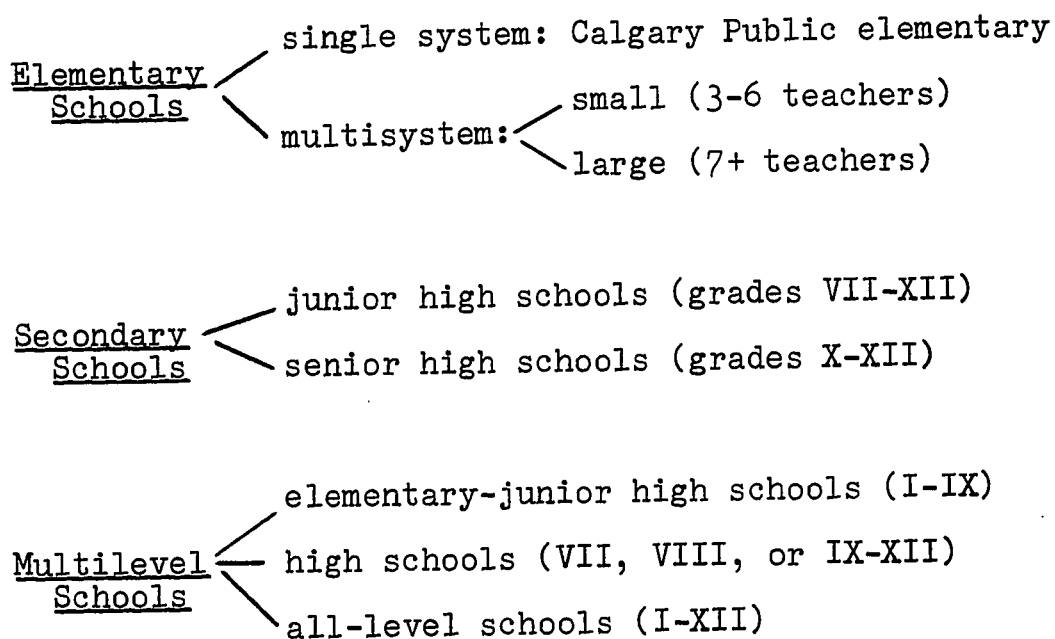 single system: Calgary Public elementary
Elementary
Schools
small (3-6 teachers)
multisystem:
large (7+ teachers)
junior high schools (grades VII-XII)
Secondary
Schools
senior high schools (grades X-XII)
elementary-junior high schools (I-IX)
Multilevel
Schools
high schools (VII, VIII, or IX-XII)
all-level schools (I-XII)